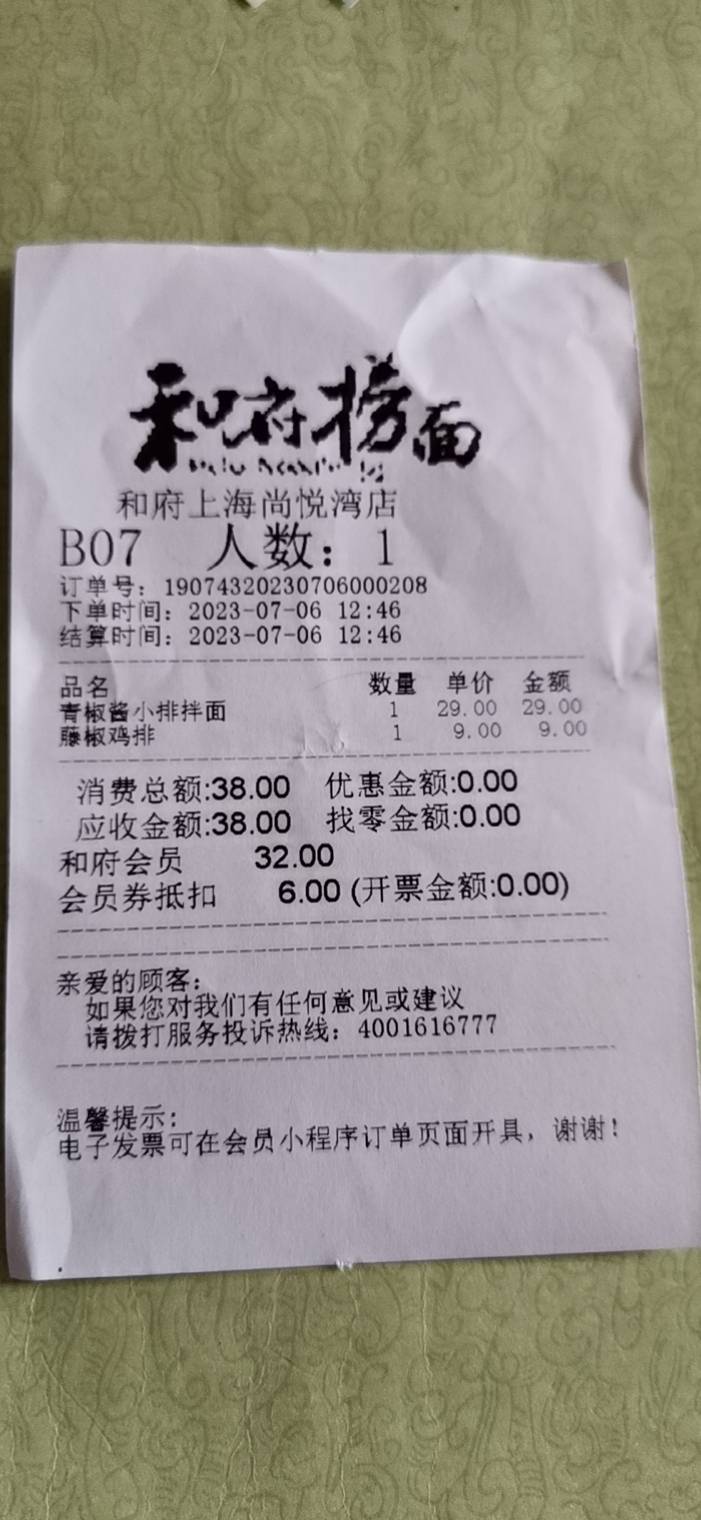 和府捞面
和府上海尚悦湾店
B07 人数：1
订单号：19074320230706000208
下单时间：2023-07-06 12:46
结算时间：2023-07-06 12:46
品名 数量 单价 金额
青椒酱小排拌面 1 29.00 29.00
藤椒鸡排 1 9.00 9.00
消费总额:38.00 优惠金额:0.00
应收金额:38.00 找零金额:0.00
和府会员 32.00
会员券抵扣 6.00 (开票金额:0.00)
亲爱的顾客：
如果您对我们有任何意见或建议
请拨打服务投诉热线：4001616777
温馨提示：
电子发票可在会员小程序订单页面开具，谢谢！